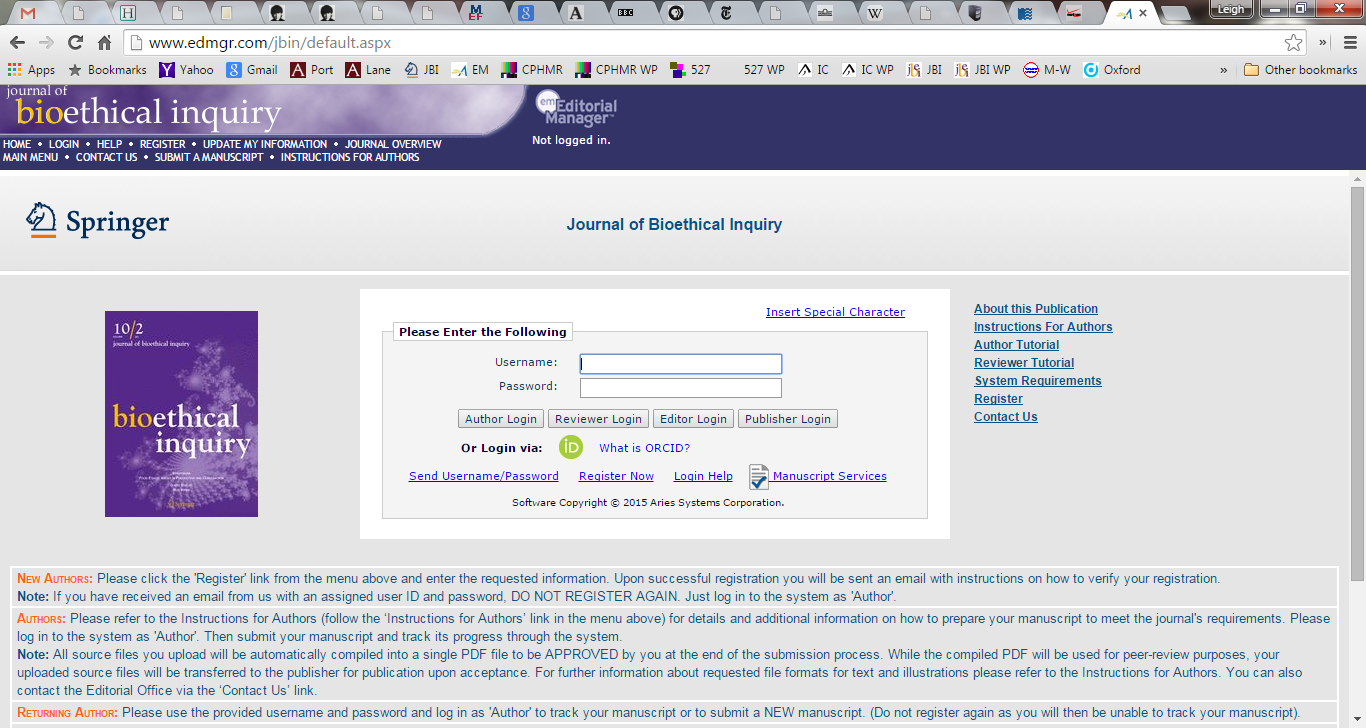 Leigh
www.edmgr.com/jbin/default.aspx
Apps Bookmarks Yahoo Gmail Port Lane JBI EM CPHMR CPHMR WP 527 527 WP IC IC WP JBI JBI WP M-W Oxford » Other bookmarks
journal of
bioethical inquiry
em Editorial
Manager™
Not logged in.
HOME • LOGIN • HELP • REGISTER • UPDATE MY INFORMATION • JOURNAL OVERVIEW
MAIN MENU • CONTACT US • SUBMIT A MANUSCRIPT • INSTRUCTIONS FOR AUTHORS
Springer
Journal of Bioethical Inquiry
10/2
journal of bioethical inquiry
bioethical
inquiry
Insert Special Character
Please Enter the Following
Username:
Password:
Author Login Reviewer Login Editor Login Publisher Login
Or Login via: iD What is ORCID?
Send Username/Password Register Now Login Help Manuscript Services
Software Copyright © 2015 Aries Systems Corporation.
About this Publication
Instructions For Authors
Author Tutorial
Reviewer Tutorial
System Requirements
Register
Contact Us
New Authors: Please click the 'Register' link from the menu above and enter the requested information. Upon successful registration you will be sent an email with instructions on how to verify your registration.
Note: If you have received an email from us with an assigned user ID and password, DO NOT REGISTER AGAIN. Just log in to the system as 'Author'.
Authors: Please refer to the Instructions for Authors (follow the ‘Instructions for Authors’ link in the menu above) for details and additional information on how to prepare your manuscript to meet the journal's requirements. Please
log in to the system as 'Author'. Then submit your manuscript and track its progress through the system.
Note: All source files you upload will be automatically compiled into a single PDF file to be APPROVED by you at the end of the submission process. While the compiled PDF will be used for peer-review purposes, your
uploaded source files will be transferred to the publisher for publication upon acceptance. For further information about requested file formats for text and illustrations please refer to the Instructions for Authors. You can also
contact the Editorial Office via the ‘Contact Us’ link.
Returning Author: Please use the provided username and password and log in as 'Author' to track your manuscript or to submit a NEW manuscript. (Do not register again as you will then be unable to track your manuscript).